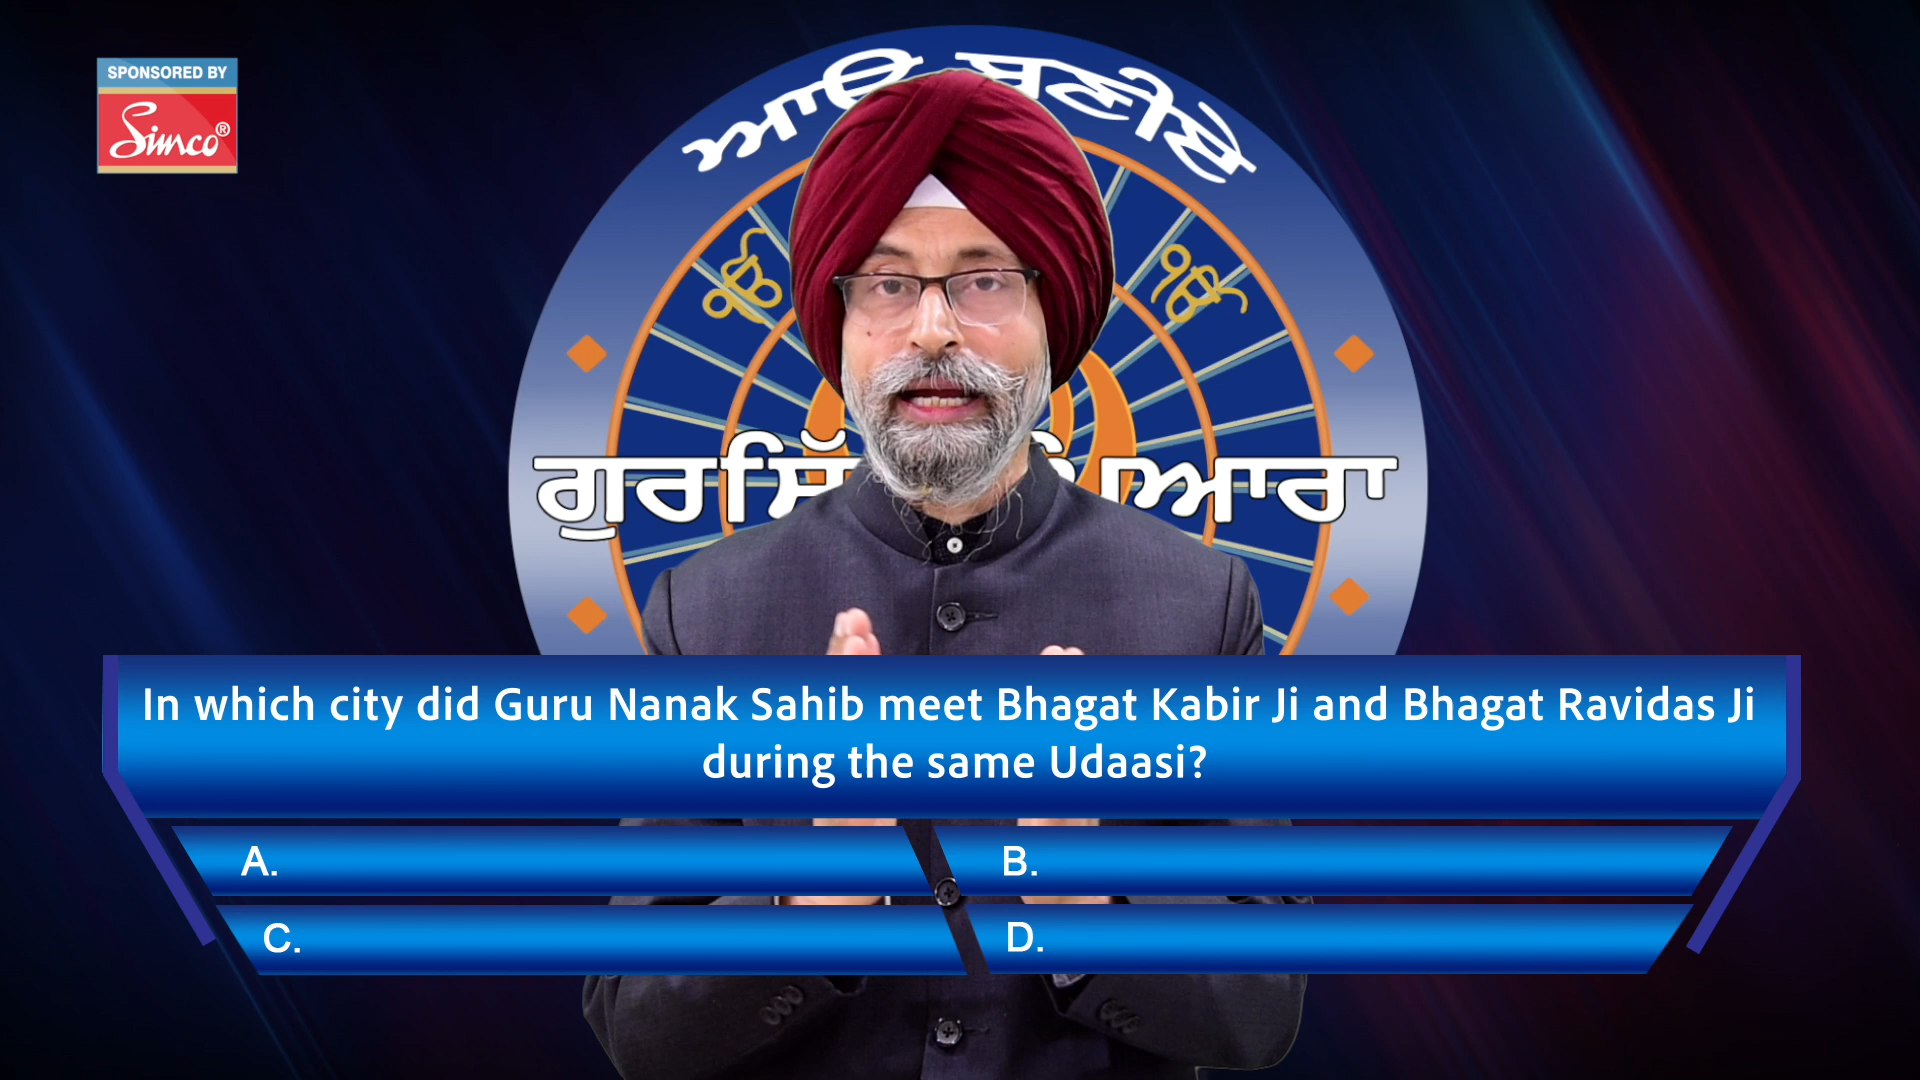 SPONSORED BY
Simco®
ਆਓ ਬਣੀਏ
ੴ ੴ
ਪਿਆਰਾ
In which city did Guru Nanak Sahib meet Bhagat Kabir Ji and Bhagat Ravidas Ji
during the same Udaasi?
A. B.
C. D.